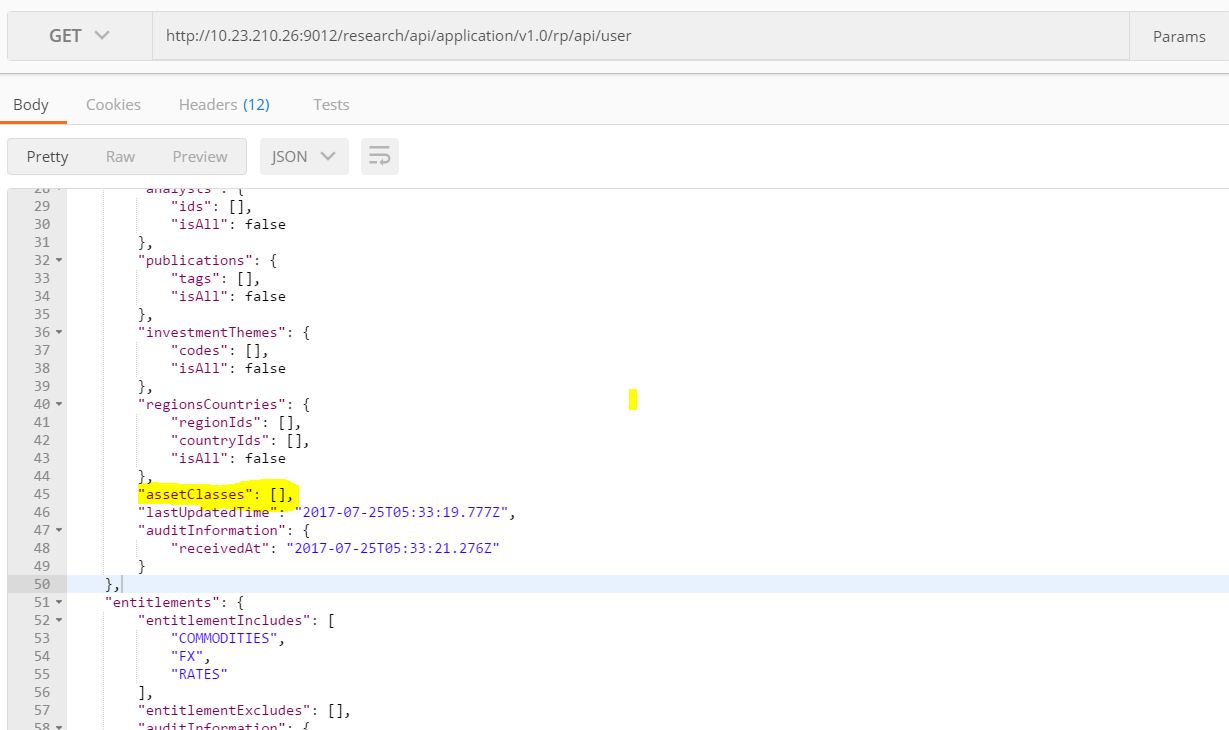 GET http://10.23.210.26:9012/research/api/application/v1.0/rp/api/user Params
Body Cookies Headers (12) Tests
Pretty Raw Preview JSON
28 "analysts": {
29 "ids": [],
30 "isAll": false
31 },
32 "publications": {
33 "tags": [],
34 "isAll": false
35 },
36 "investmentThemes": {
37 "codes": [],
38 "isAll": false
39 },
40 "regionsCountries": {
41 "regionIds": [],
42 "countryIds": [],
43 "isAll": false
44 },
45 "assetClasses": [],
46 "lastUpdatedTime": "2017-07-25T05:33:19.777Z",
47 "auditInformation": {
48 "receivedAt": "2017-07-25T05:33:21.276Z"
49 }
50 },
51 "entitlements": {
52 "entitlementIncludes": [
53 "COMMODITIES",
54 "FX",
55 "RATES"
56 ],
57 "entitlementExcludes": [],
58 "auditInformation": {